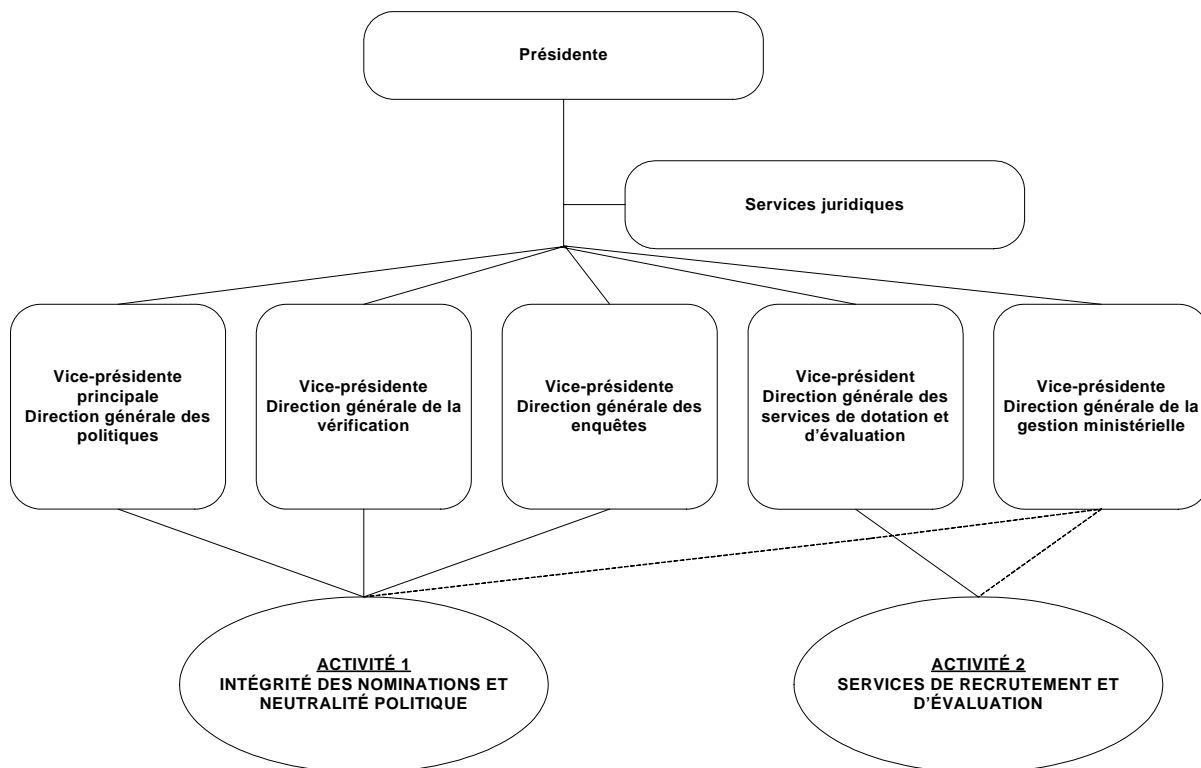 Présidente
Services juridiques
Vice-présidente
principale
Direction générale des
politiques
Vice-présidente
Direction générale de la
vérification
Vice-présidente
Direction générale des
enquêtes
Vice-président
Direction générale des
services de dotation et
d’évaluation
Vice-présidente
Direction générale de la
gestion ministérielle
ACTIVITÉ 1
INTÉGRITÉ DES NOMINATIONS ET
NEUTRALITÉ POLITIQUE
ACTIVITÉ 2
SERVICES DE RECRUTEMENT ET
D’ÉVALUATION